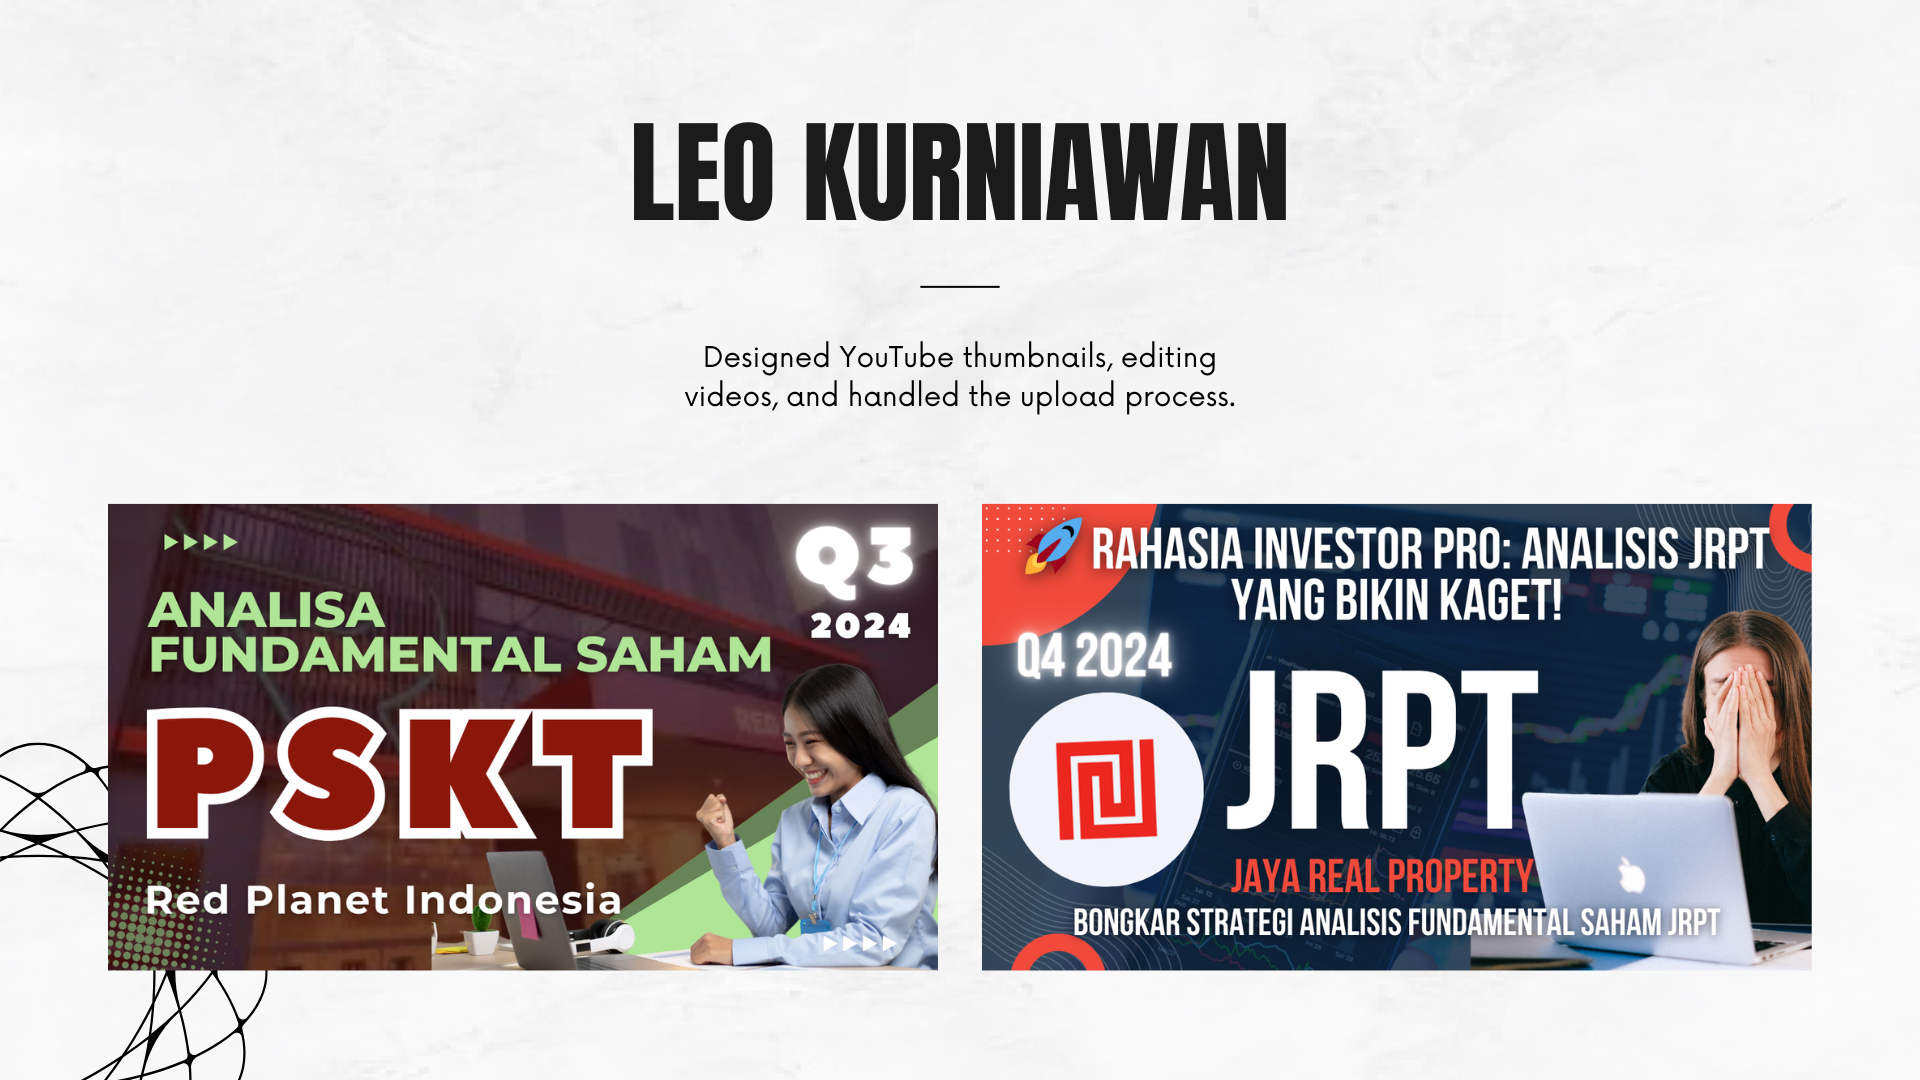 LEO KURNIAWAN
Designed YouTube thumbnails, editing
videos, and handled the upload process.
Q3
2024
ANALISA
FUNDAMENTAL SAHAM
PSKT
Red Planet Indonesia
RAHASIA INVESTOR PRO: ANALISIS JRPT
YANG BIKIN KAGET!
Q4 2024
JRPT
JAYA REAL PROPERTY
BONGKAR STRATEGI ANALISIS FUNDAMENTAL SAHAM JRPT